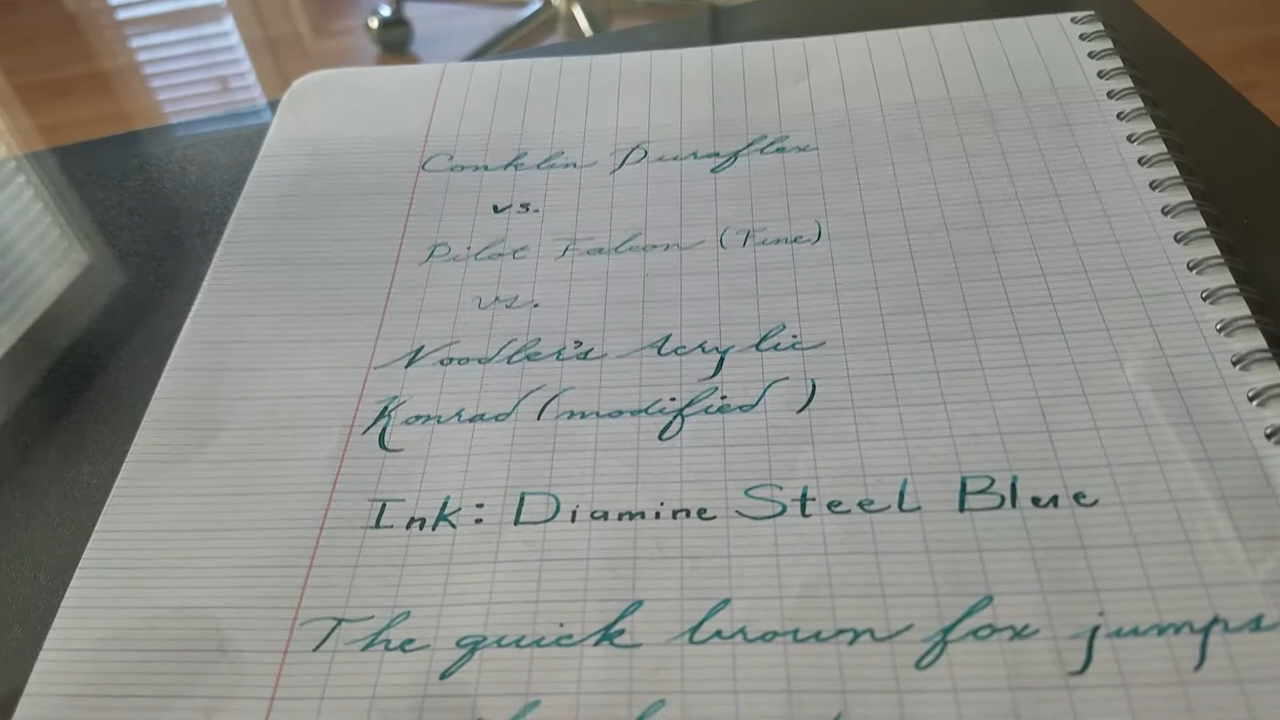 Conklin Duraflex
vs.
Pilot Falcon (Fine)
vs.
Noodler's Acrylic
Konrad (modified)
Ink: Diamine Steel Blue
The quick brown fox jumps